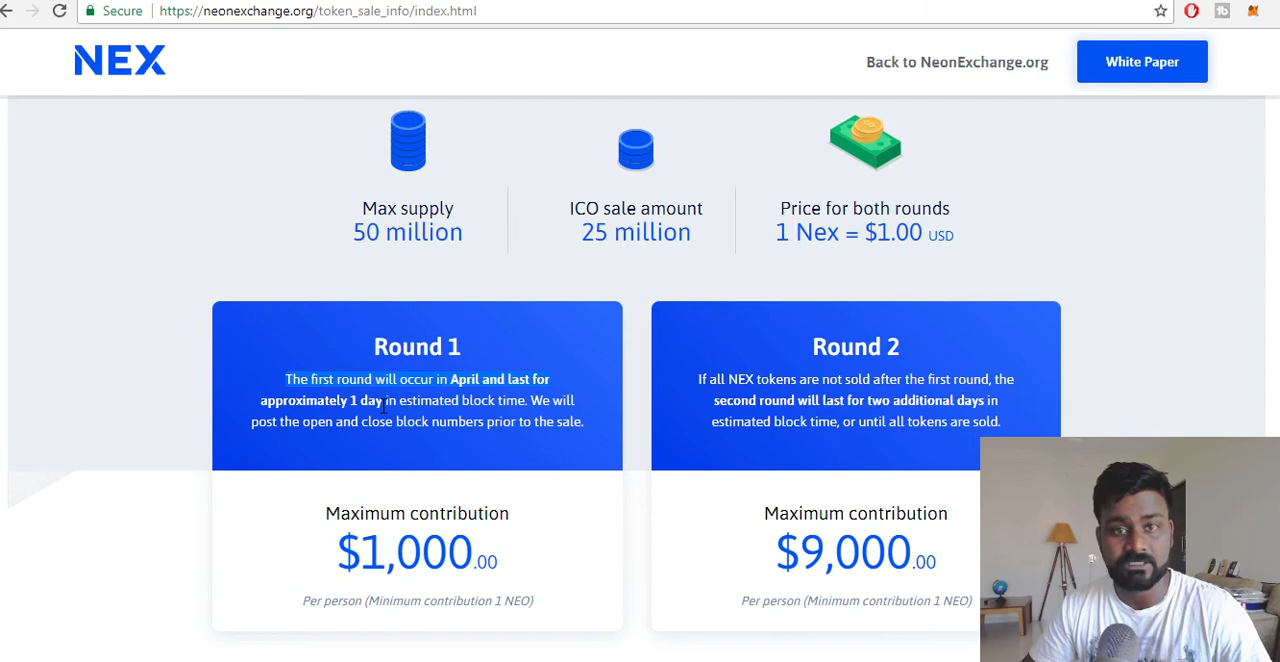 Secure https://neonexchange.org/token_sale_info/index.html
NEX
Back to NeonExchange.org
White Paper
Max supply
50 million
ICO sale amount
25 million
Price for both rounds
1 Nex = $1.00 USD
Round 1
The first round will occur in April and last for
approximately 1 day in estimated block time. We will
post the open and close block numbers prior to the sale.
Maximum contribution
$1,000.00
Per person (Minimum contribution 1 NEO)
Round 2
If all NEX tokens are not sold after the first round, the
second round will last for two additional days in
estimated block time, or until all tokens are sold.
Maximum contribution
$9,000.00
Per person (Minimum contribution 1 NEO)